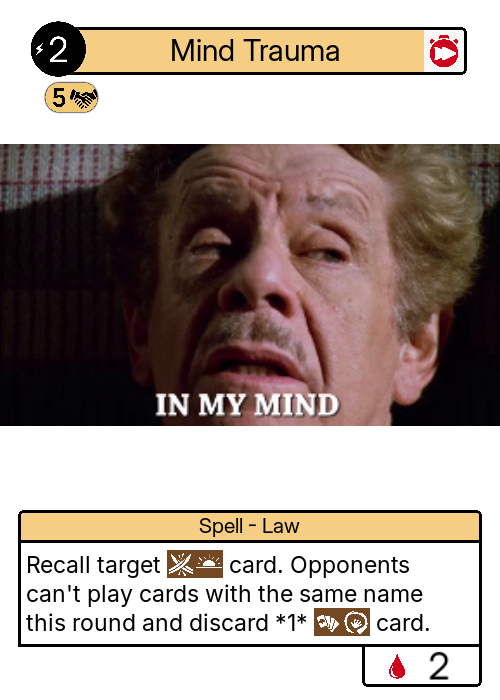 2
Mind Trauma
5
IN MY MIND
Spell - Law
Recall target card. Opponents
can't play cards with the same name
this round and discard *1* card.
2